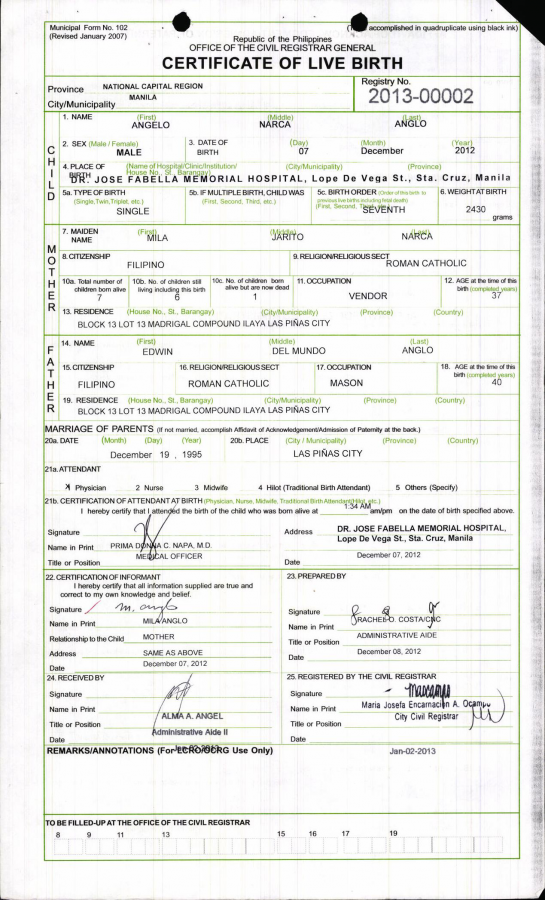 Municipal Form No. 102
(Revised January 2007)
accomplished in quadruplicate using black ink)
Republic of the Philippines
OFFICE OF THE CIVIL REGISTRAR GENERAL
CERTIFICATE OF LIVE BIRTH
Province NATIONAL CAPITAL REGION
City/Municipality MANILA
Registry No.
2013-00002
CHILD
1. NAME (First) (Middle) (Last)
ANGELO NARCA ANGLO
2. SEX (Male / Female) 3. DATE OF BIRTH (Day) (Month) (Year)
MALE 07 December 2012
4. PLACE OF BIRTH (Name of Hospital/Clinic/Institution/ House No., St., Barangay) (City/Municipality) (Province)
DR. JOSE FABELLA MEMORIAL HOSPITAL, Lope De Vega St., Sta. Cruz, Manila
5a. TYPE OF BIRTH (Single,Twin,Triplet, etc.) 5b. IF MULTIPLE BIRTH, CHILD WAS (First, Second, Third, etc.) 5c. BIRTH ORDER (Order of this birth to previous live births including fetal death) (First, Second, Third, etc.) 6. WEIGHT AT BIRTH
SINGLE SEVENTH 2430 grams
MOTHER
7. MAIDEN NAME (First) (Middle) (Last)
MILA JARITO NARCA
8. CITIZENSHIP 9. RELIGION/RELIGIOUS SECT
FILIPINO ROMAN CATHOLIC
10a. Total number of children born alive 10b. No. of children still living including this birth 10c. No. of children born alive but are now dead 11. OCCUPATION 12. AGE at the time of this birth (completed years)
7 6 1 VENDOR 37
13. RESIDENCE (House No., St., Barangay) (City/Municipality) (Province) (Country)
BLOCK 13 LOT 13 MADRIGAL COMPOUND ILAYA LAS PIÑAS CITY
FATHER
14. NAME (First) (Middle) (Last)
EDWIN DEL MUNDO ANGLO
15. CITIZENSHIP 16. RELIGION/RELIGIOUS SECT 17. OCCUPATION 18. AGE at the time of this birth (completed years)
FILIPINO ROMAN CATHOLIC MASON 40
19. RESIDENCE (House No., St., Barangay) (City/Municipality) (Province) (Country)
BLOCK 13 LOT 13 MADRIGAL COMPOUND ILAYA LAS PIÑAS CITY
MARRIAGE OF PARENTS (If not married, accomplish Affidavit of Acknowledgement/Admission of Paternity at the back.)
20a. DATE (Month) (Day) (Year) 20b. PLACE (City / Municipality) (Province) (Country)
December 19 , 1995 LAS PIÑAS CITY
21a. ATTENDANT
X Physician 2 Nurse 3 Midwife 4 Hilot (Traditional Birth Attendant) 5 Others (Specify)
21b. CERTIFICATION OF ATTENDANT AT BIRTH (Physician, Nurse, Midwife, Traditional Birth Attendant/Hilot, etc.)
I hereby certify that I attended the birth of the child who was born alive at 1:34 AM am/pm on the date of birth specified above.
Signature Address DR. JOSE FABELLA MEMORIAL HOSPITAL,
Lope De Vega St., Sta. Cruz, Manila
Name in Print PRIMA DONNA C. NAPA, M.D.
Title or Position MEDICAL OFFICER Date December 07, 2012
22. CERTIFICATION OF INFORMANT
I hereby certify that all information supplied are true and
correct to my own knowledge and belief.
Signature M. Anglo
Name in Print MILA ANGLO
Relationship to the Child MOTHER
Address SAME AS ABOVE
Date December 07, 2012
23. PREPARED BY
Signature
Name in Print RACHEL O. COSTA/CNC
Title or Position ADMINISTRATIVE AIDE
Date December 08, 2012
24. RECEIVED BY
Signature
Name in Print ALMA A. ANGEL
Title or Position Administrative Aide II
Date Jan-02-2013
25. REGISTERED BY THE CIVIL REGISTRAR
Signature
Name in Print Maria Josefa Encarnacion A. Ocampo
Title or Position City Civil Registrar
Date Jan-02-2013
REMARKS/ANNOTATIONS (For LCRO/OCRG Use Only)
TO BE FILLED-UP AT THE OFFICE OF THE CIVIL REGISTRAR
8 9 11 13 15 16 17 19